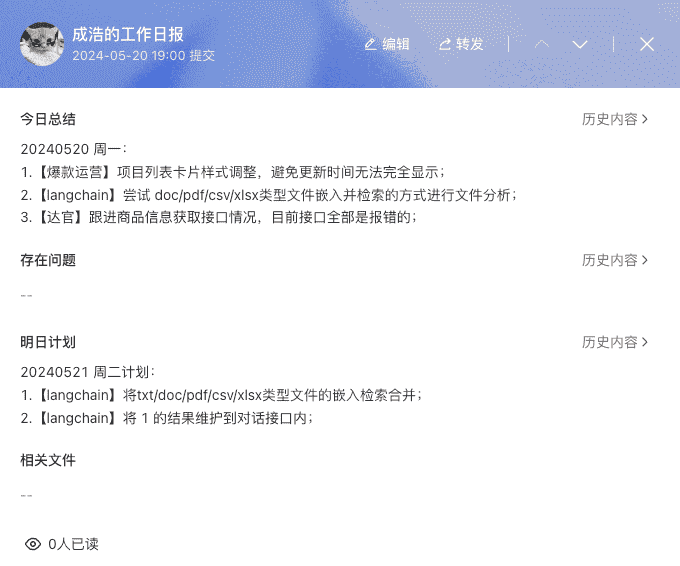 成浩的工作日报
2024-05-20 19:00 提交
编辑
转发
今日总结
历史内容
20240520 周一：
1.【爆款运营】项目列表卡片样式调整，避免更新时间无法完全显示；
2.【langchain】尝试 doc/pdf/csv/xlsx类型文件嵌入并检索的方式进行文件分析；
3.【达官】跟进商品信息获取接口情况，目前接口全部是报错的；
存在问题
历史内容
--
明日计划
历史内容
20240521 周二计划：
1.【langchain】将txt/doc/pdf/csv/xlsx类型文件的嵌入检索合并；
2.【langchain】将 1 的结果维护到对话接口内；
相关文件
--
0人已读